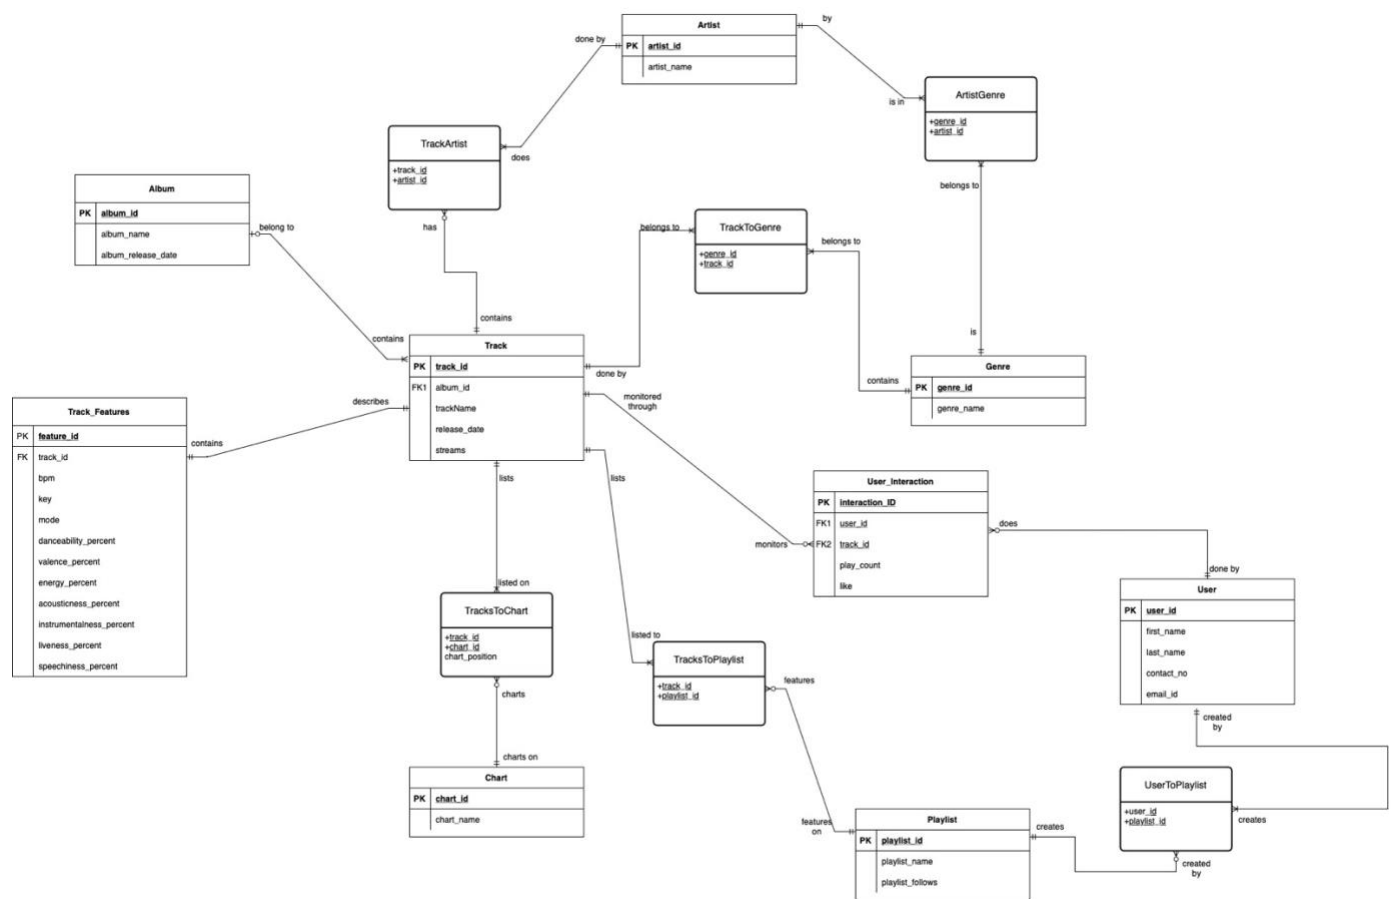 Artist
PK artist_id
artist_name
by
done by
is in
does
ArtistGenre
+genre_id
+artist_id
TrackArtist
+track_id
+artist_id
has
Album
PK album_id
album_name
album_release_date
belong to
contains
contains
belongs to
TrackToGenre
+genre_id
+track_id
belongs to
belongs to
is
contains
Genre
PK genre_id
genre_name
Track
PK track_id
FK1 album_id
trackName
release_date
streams
done by
monitored
through
lists
lists
describes
contains
Track_Features
PK feature_id
FK track_id
bpm
key
mode
danceability_percent
valence_percent
energy_percent
acousticness_percent
instrumentalness_percent
liveness_percent
speechiness_percent
User_Interaction
PK interaction_ID
FK1 user_id
FK2 track_id
play_count
like
monitors
does
done by
User
PK user_id
first_name
last_name
contact_no
email_id
created
by
listed on
TracksToChart
+track_id
+chart_id
chart_position
charts
charts on
Chart
PK chart_id
chart_name
listed to
TracksToPlaylist
+track_id
+playlist_id
features
features
on
Playlist
PK playlist_id
playlist_name
playlist_follows
creates
UserToPlaylist
+user_id
+playlist_id
creates
created
by